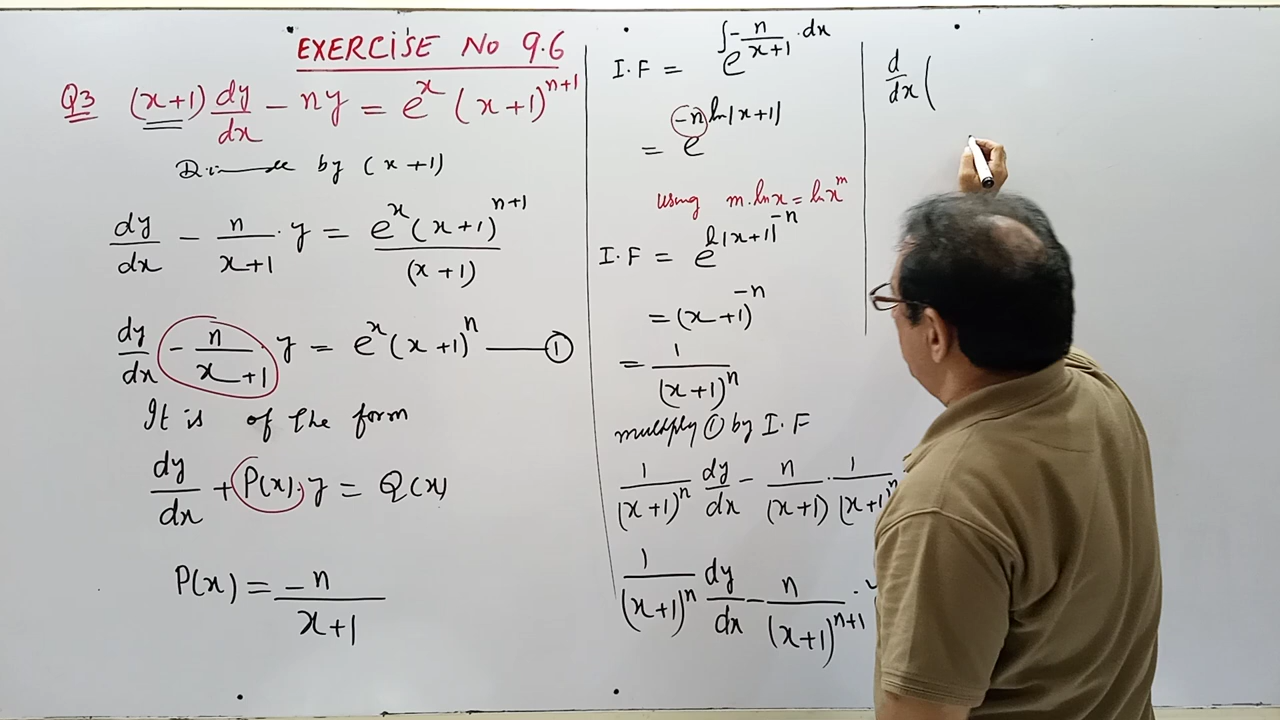 EXERCISE No 9.6
Q3 (x+1) dy/dx - ny = e^x (x+1)^(n+1)
by (x+1)
dy/dx - n/(x+1) · y = e^x (x+1)^(n+1) / (x+1)
dy/dx - n/(x+1) y = e^x (x+1)^n —— ①
It is of the form
dy/dx + P(x)·y = Q(x)
P(x) = -n/(x+1)
I.F = e^(∫ -n/(x+1) · dx)
= e^(-n ln|x+1|)
using m.ln x = ln x^m
I.F = e^(ln|x+1|^(-n))
= (x+1)^(-n)
= 1/(x+1)^n
multiply ① by I.F
1/(x+1)^n dy/dx - n/(x+1) · 1/(x+1)^n
1/(x+1)^n dy/dx - n/(x+1)^(n+1) ·
d/dx (